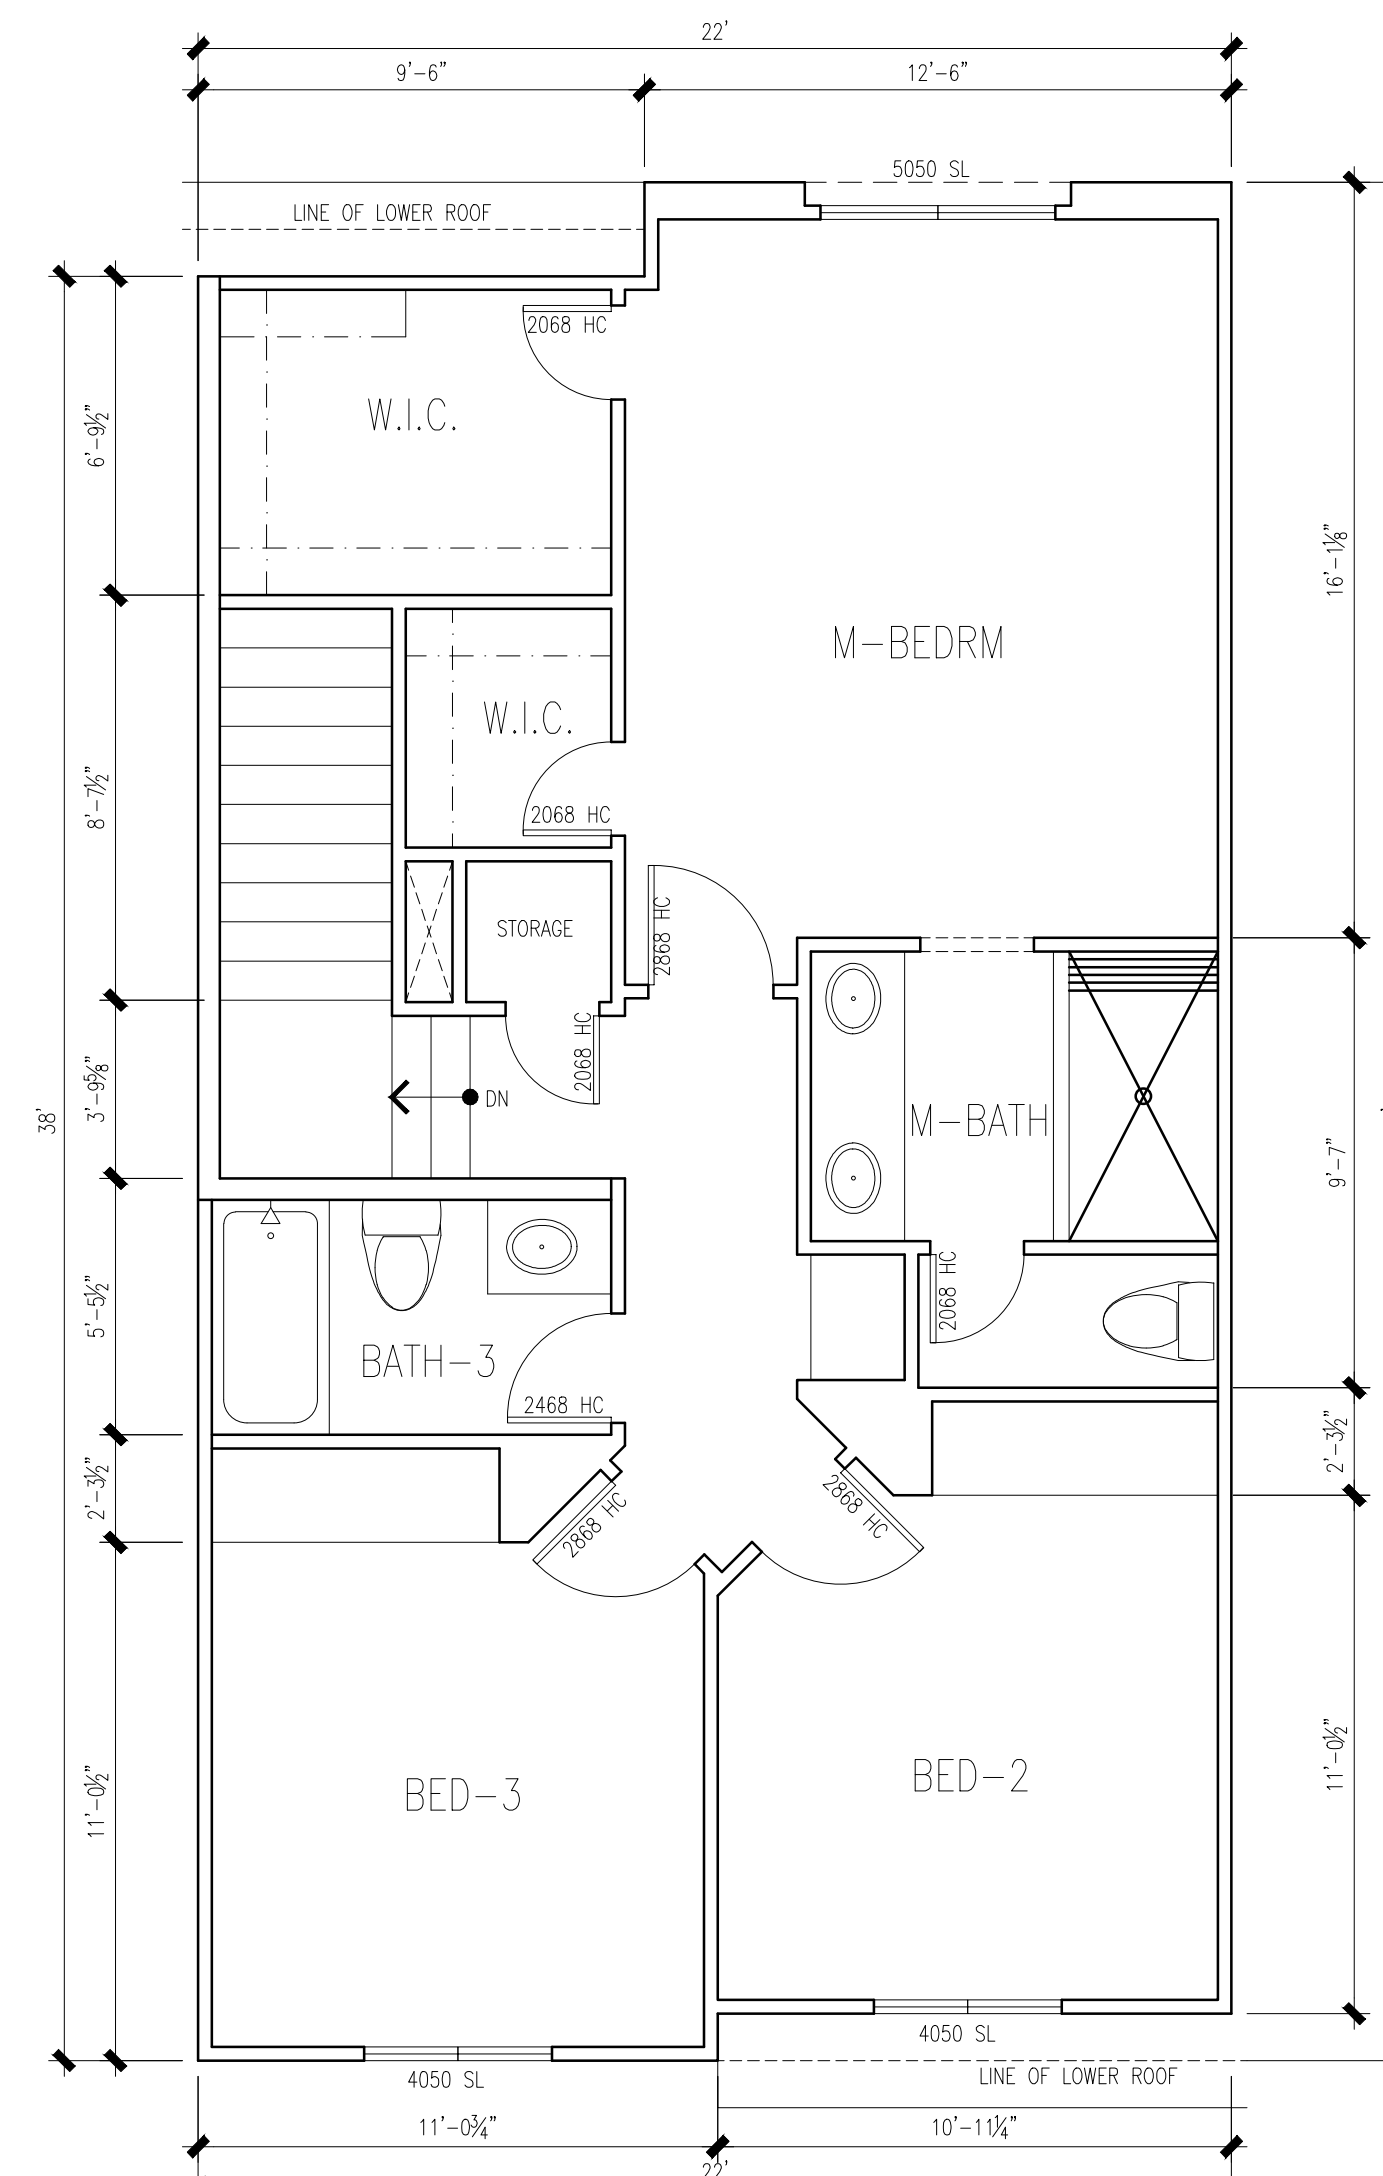 22'
9'-6"
12'-6"
5050 SL
LINE OF LOWER ROOF
2068 HC
W.I.C.
6'-9½"
16'-1⅛"
M-BEDRM
W.I.C.
8'-7½"
2068 HC
STORAGE
2868 HC
2068 HC
3'-9⅝"
38'
DN
M-BATH
9'-7"
2068 HC
5'-5½"
BATH-3
2468 HC
2'-3½"
2'-3½"
2868 HC
2868 HC
11'-0½"
11'-0½"
BED-3
BED-2
4050 SL
4050 SL
LINE OF LOWER ROOF
11'-0¾"
10'-11¼"
22'